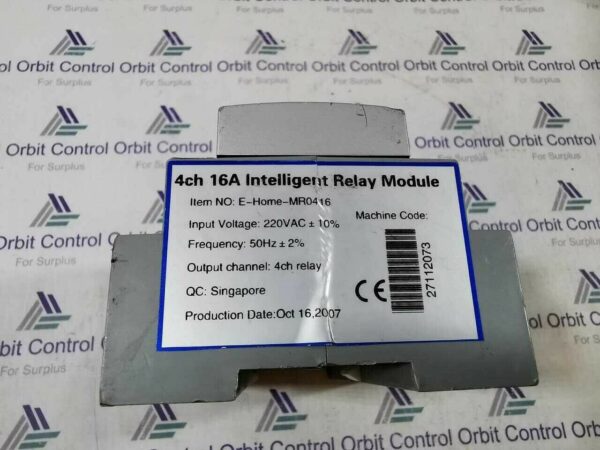 4ch 16A Intelligent Relay Module
Item NO: E-Home-MR0416
Input Voltage: 220VAC ± 10%
Machine Code:
Frequency: 50Hz ± 2%
Output channel: 4ch relay
QC: Singapore
Production Date:Oct 16,2007
CE
27112073
Orbit Control
For Surplus